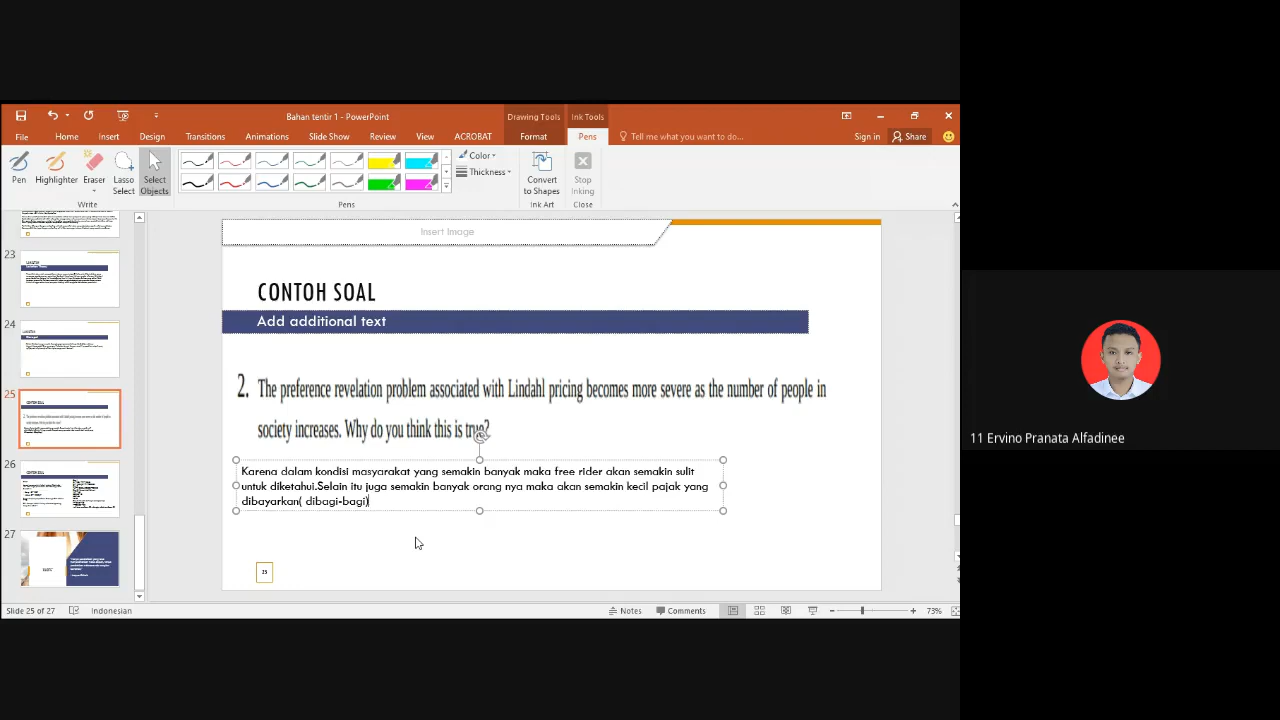 Bahan tentir 1 - PowerPoint
Drawing Tools
Ink Tools
File
Home
Insert
Design
Transitions
Animations
Slide Show
Review
View
ACROBAT
Format
Pens
Tell me what you want to do...
Sign in
Share
Pen
Highlighter
Eraser
Lasso Select
Select Objects
Color
Thickness
Convert to Shapes
Stop Inking
Write
Pens
Ink Art
Close
23
24
25
26
27
Insert Image
CONTOH SOAL
Add additional text
2. The preference revelation problem associated with Lindahl pricing becomes more severe as the number of people in
society increases. Why do you think this is true?
Karena dalam kondisi masyarakat yang semakin banyak maka free rider akan semakin sulit
untuk diketahui.Selain itu juga semakin banyak orang nya maka akan semakin kecil pajak yang
dibayarkan( dibagi-bagi)
25
Slide 25 of 27
Indonesian
Notes
Comments
73%
11 Ervino Pranata Alfadinee